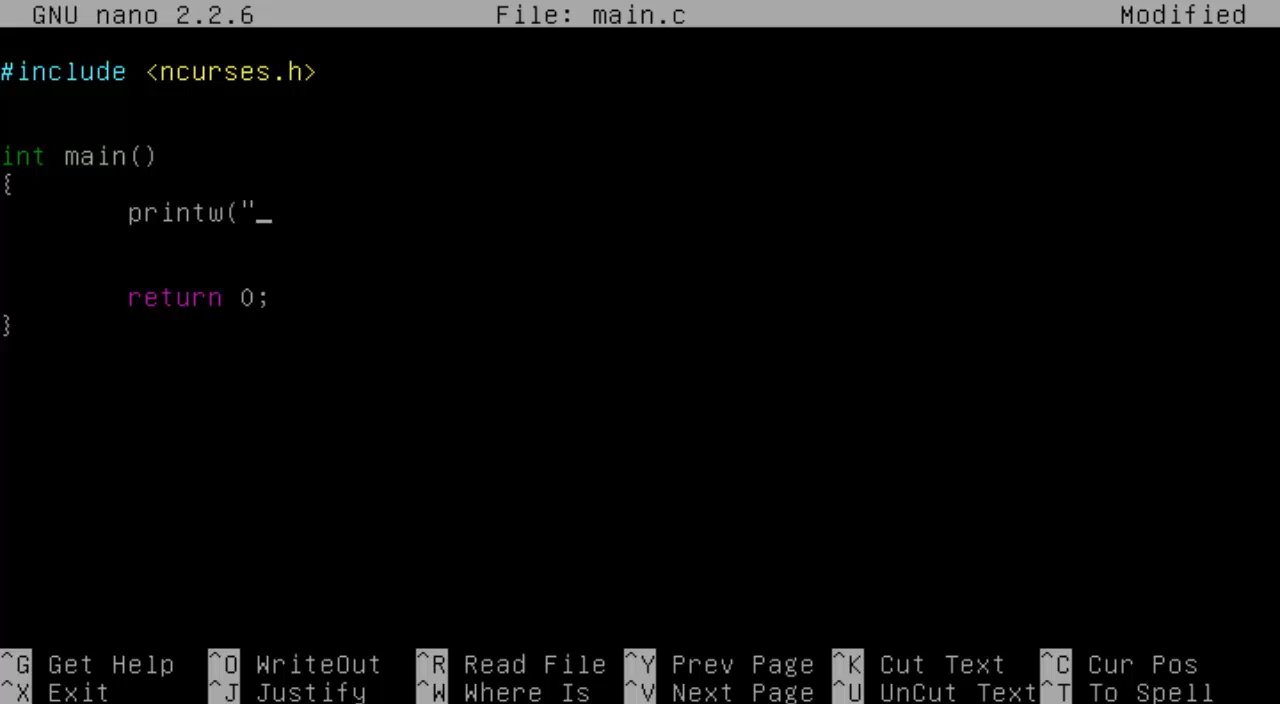 GNU nano 2.2.6 File: main.c Modified
#include <ncurses.h>
int main()
{
printw("_
return 0;
}
^G Get Help ^O WriteOut ^R Read File ^Y Prev Page ^K Cut Text ^C Cur Pos
^X Exit ^J Justify ^W Where Is ^V Next Page ^U UnCut Text ^T To Spell